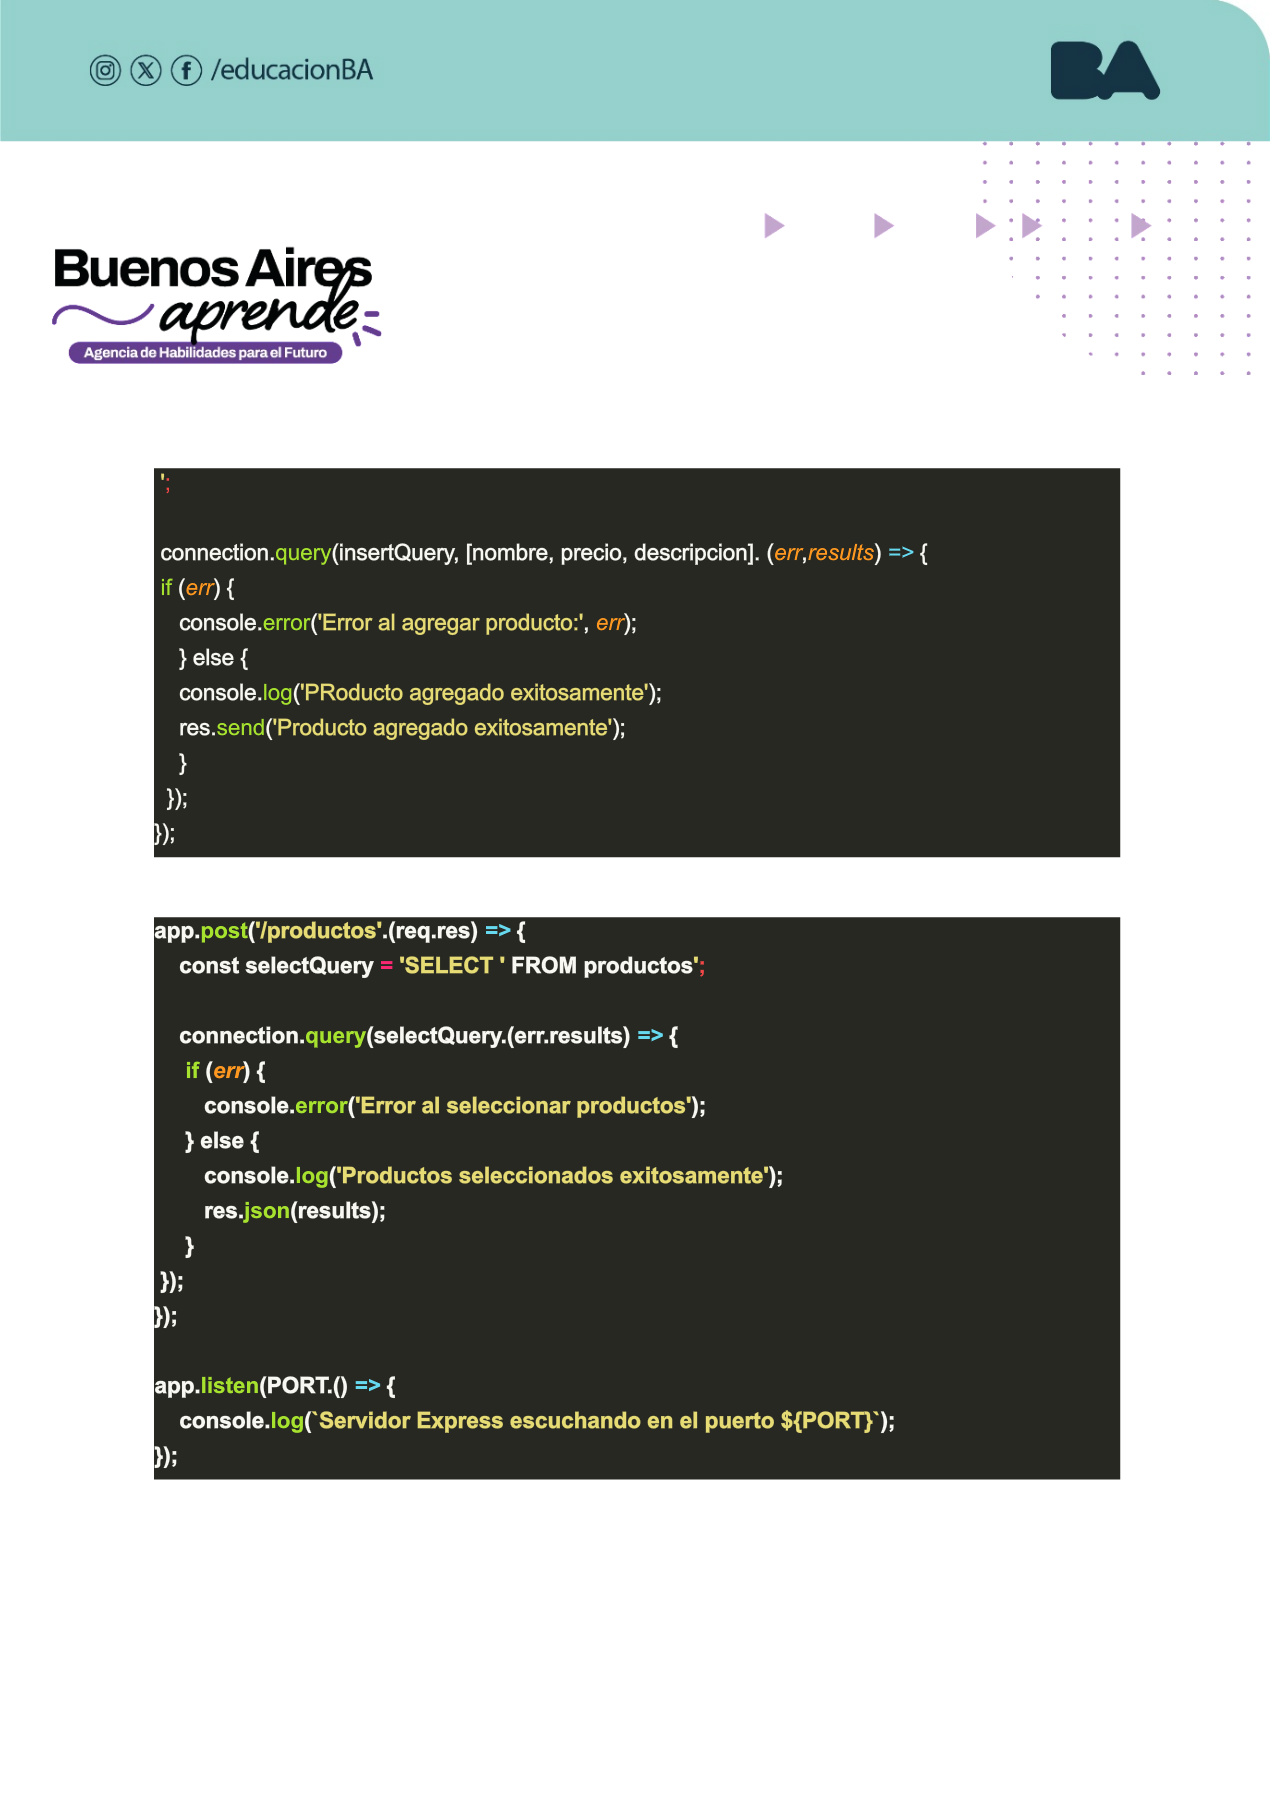 /educacionBA
BA
Buenos Aires
aprende
Agencia de Habilidades para el Futuro
';
connection.query(insertQuery, [nombre, precio, descripcion]. (err,results) => {
if (err) {
console.error('Error al agregar producto:', err);
} else {
console.log('PRoducto agregado exitosamente');
res.send('Producto agregado exitosamente');
}
});
});
app.post('/productos'.(req.res) => {
const selectQuery = 'SELECT ' FROM productos';
connection.query(selectQuery.(err.results) => {
if (err) {
console.error('Error al seleccionar productos');
} else {
console.log('Productos seleccionados exitosamente');
res.json(results);
}
});
});
app.listen(PORT.() => {
console.log(`Servidor Express escuchando en el puerto ${PORT}`);
});